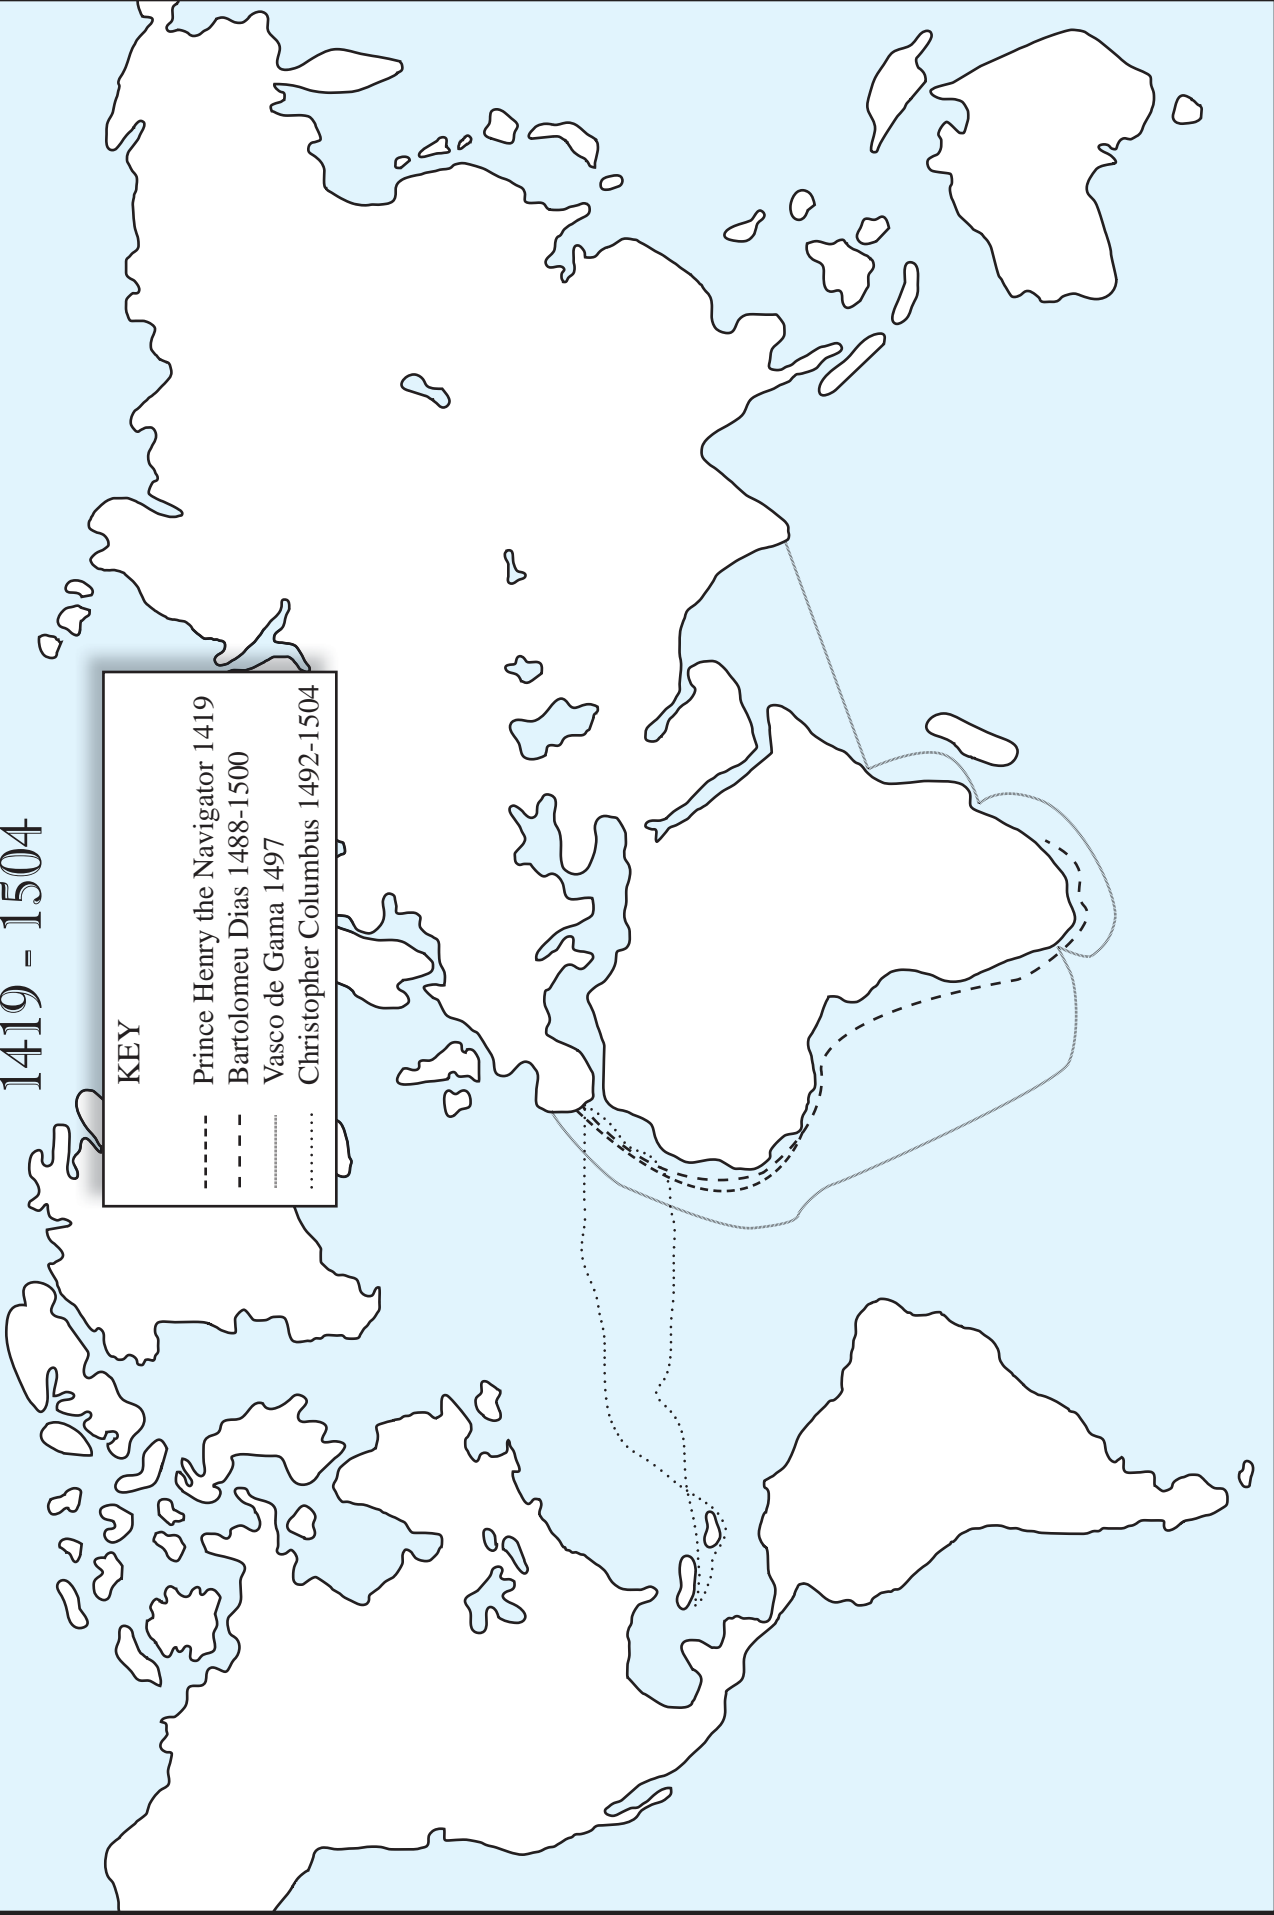 1419 - 1504
KEY
Prince Henry the Navigator 1419
Bartolomeu Dias 1488-1500
Vasco de Gama 1497
Christopher Columbus 1492-1504